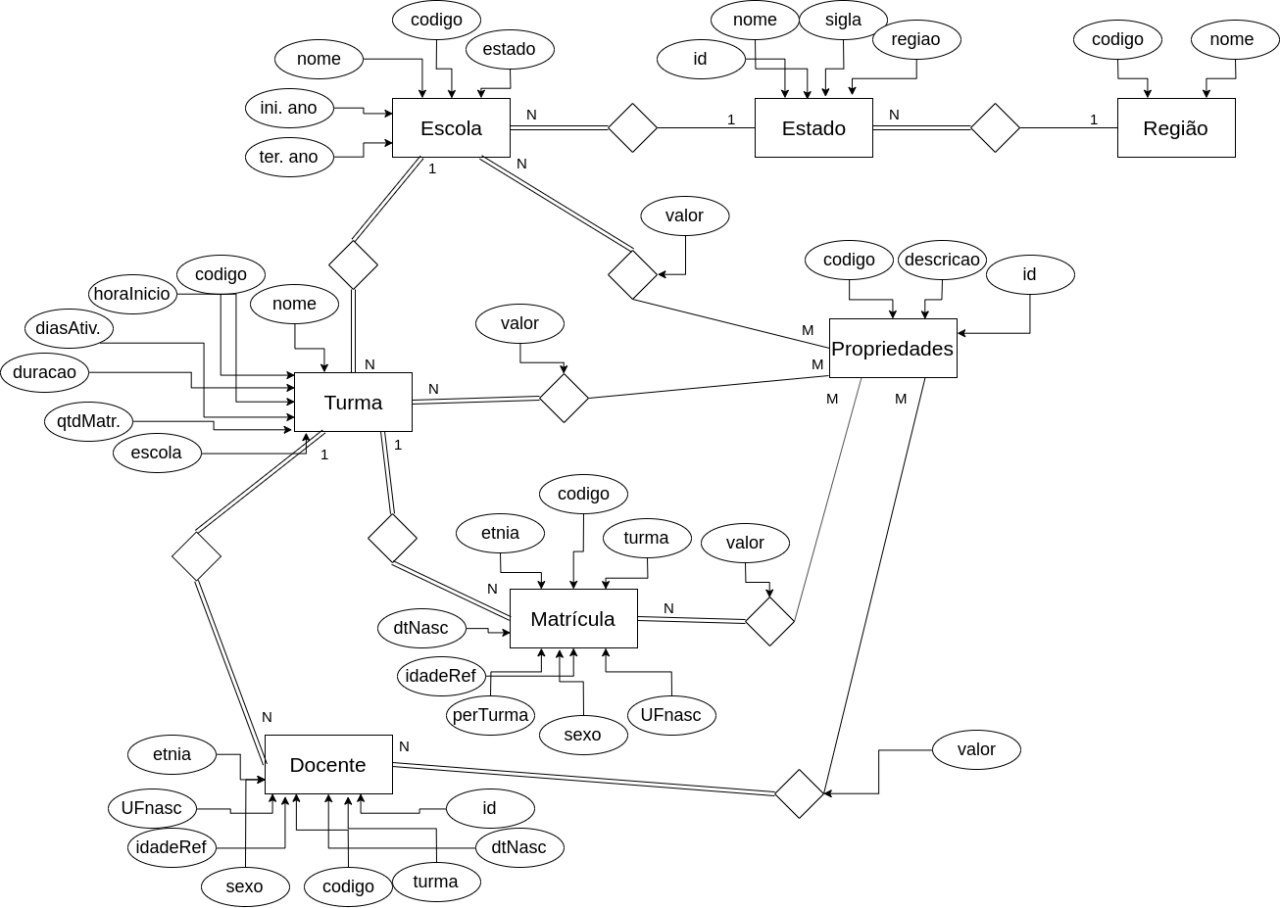 codigo
nome
sigla
estado
regiao
codigo
nome
nome
id
ini. ano
Escola
N
1
Estado
N
1
Região
ter. ano
1
N
valor
codigo
descricao
id
codigo
horaInicio
nome
diasAtiv.
valor
M
Propriedades
duracao
N
M
N
M
M
Turma
qtdMatr.
escola
1
1
codigo
etnia
turma
valor
N
N
Matrícula
dtNasc
idadeRef
perTurma
sexo
UFnasc
N
N
etnia
Docente
valor
UFnasc
id
idadeRef
dtNasc
sexo
codigo
turma